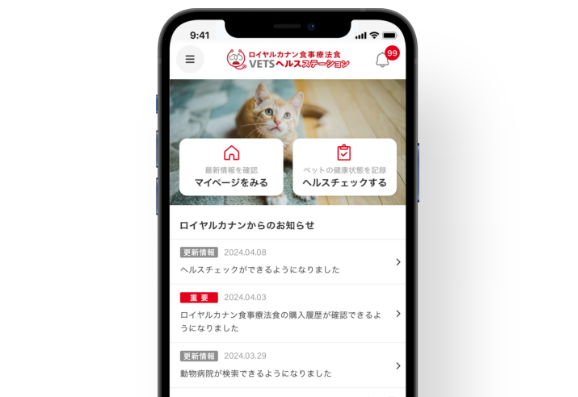 9:41
ロイヤルカナン食事療法食
VETSヘルスステーション
99
最新情報を確認
マイページをみる
ペットの健康状態を記録
ヘルスチェックする
ロイヤルカナンからのお知らせ
更新情報 2024.04.08
ヘルスチェックができるようになりました
重要 2024.04.03
ロイヤルカナン食事療法食の購入履歴が確認できるよ
うになりました
更新情報 2024.03.29
動物病院が検索できるようになりました